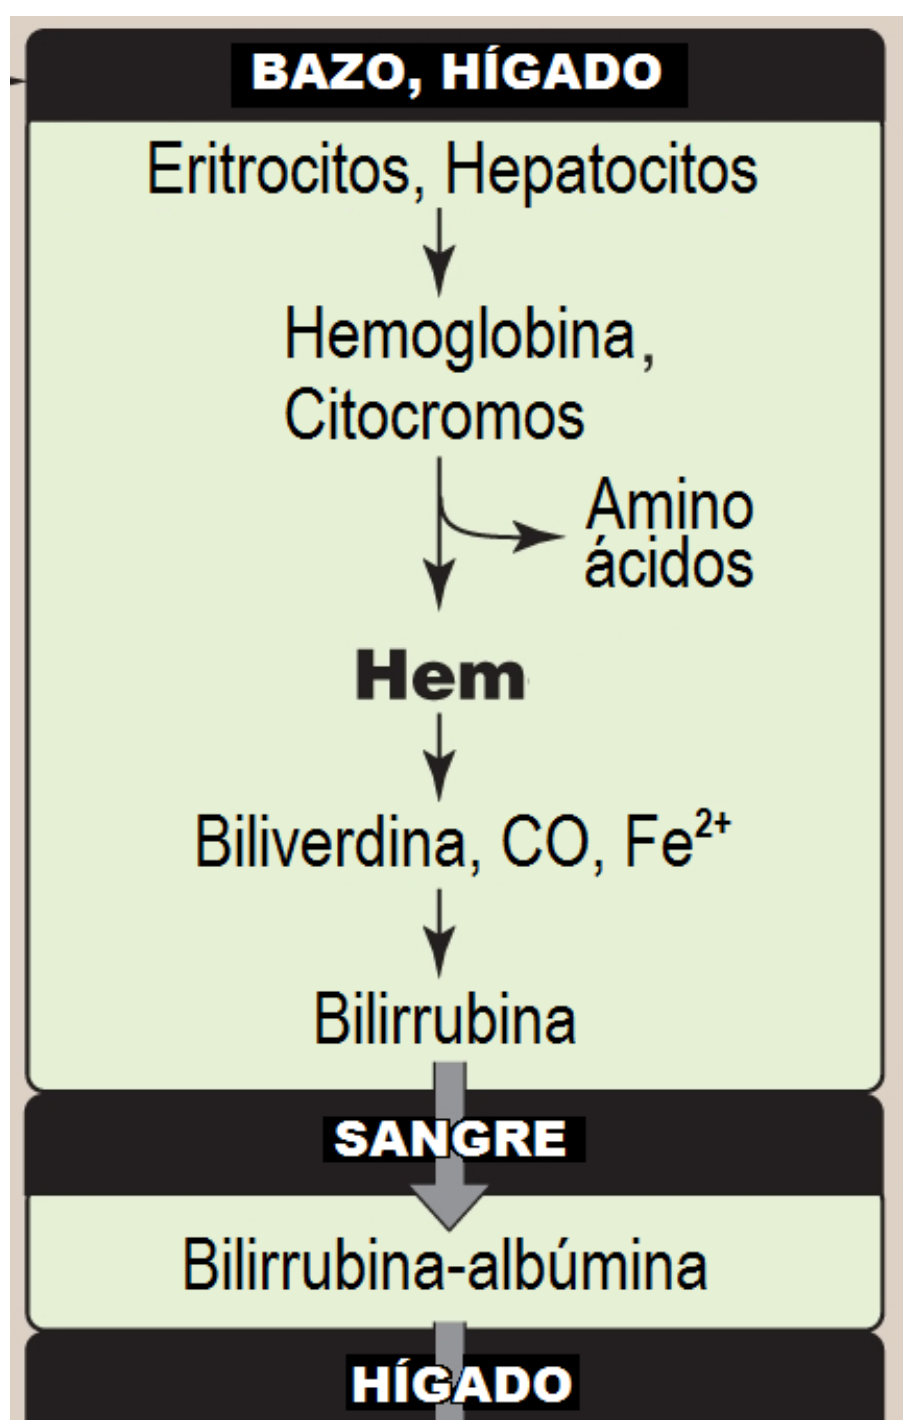 BAZO, HÍGADO
Eritrocitos, Hepatocitos
Hemoglobina,
Citocromos
Amino
ácidos
Hem
Biliverdina, CO, Fe²⁺
Bilirrubina
SANGRE
Bilirrubina-albúmina
HÍGADO